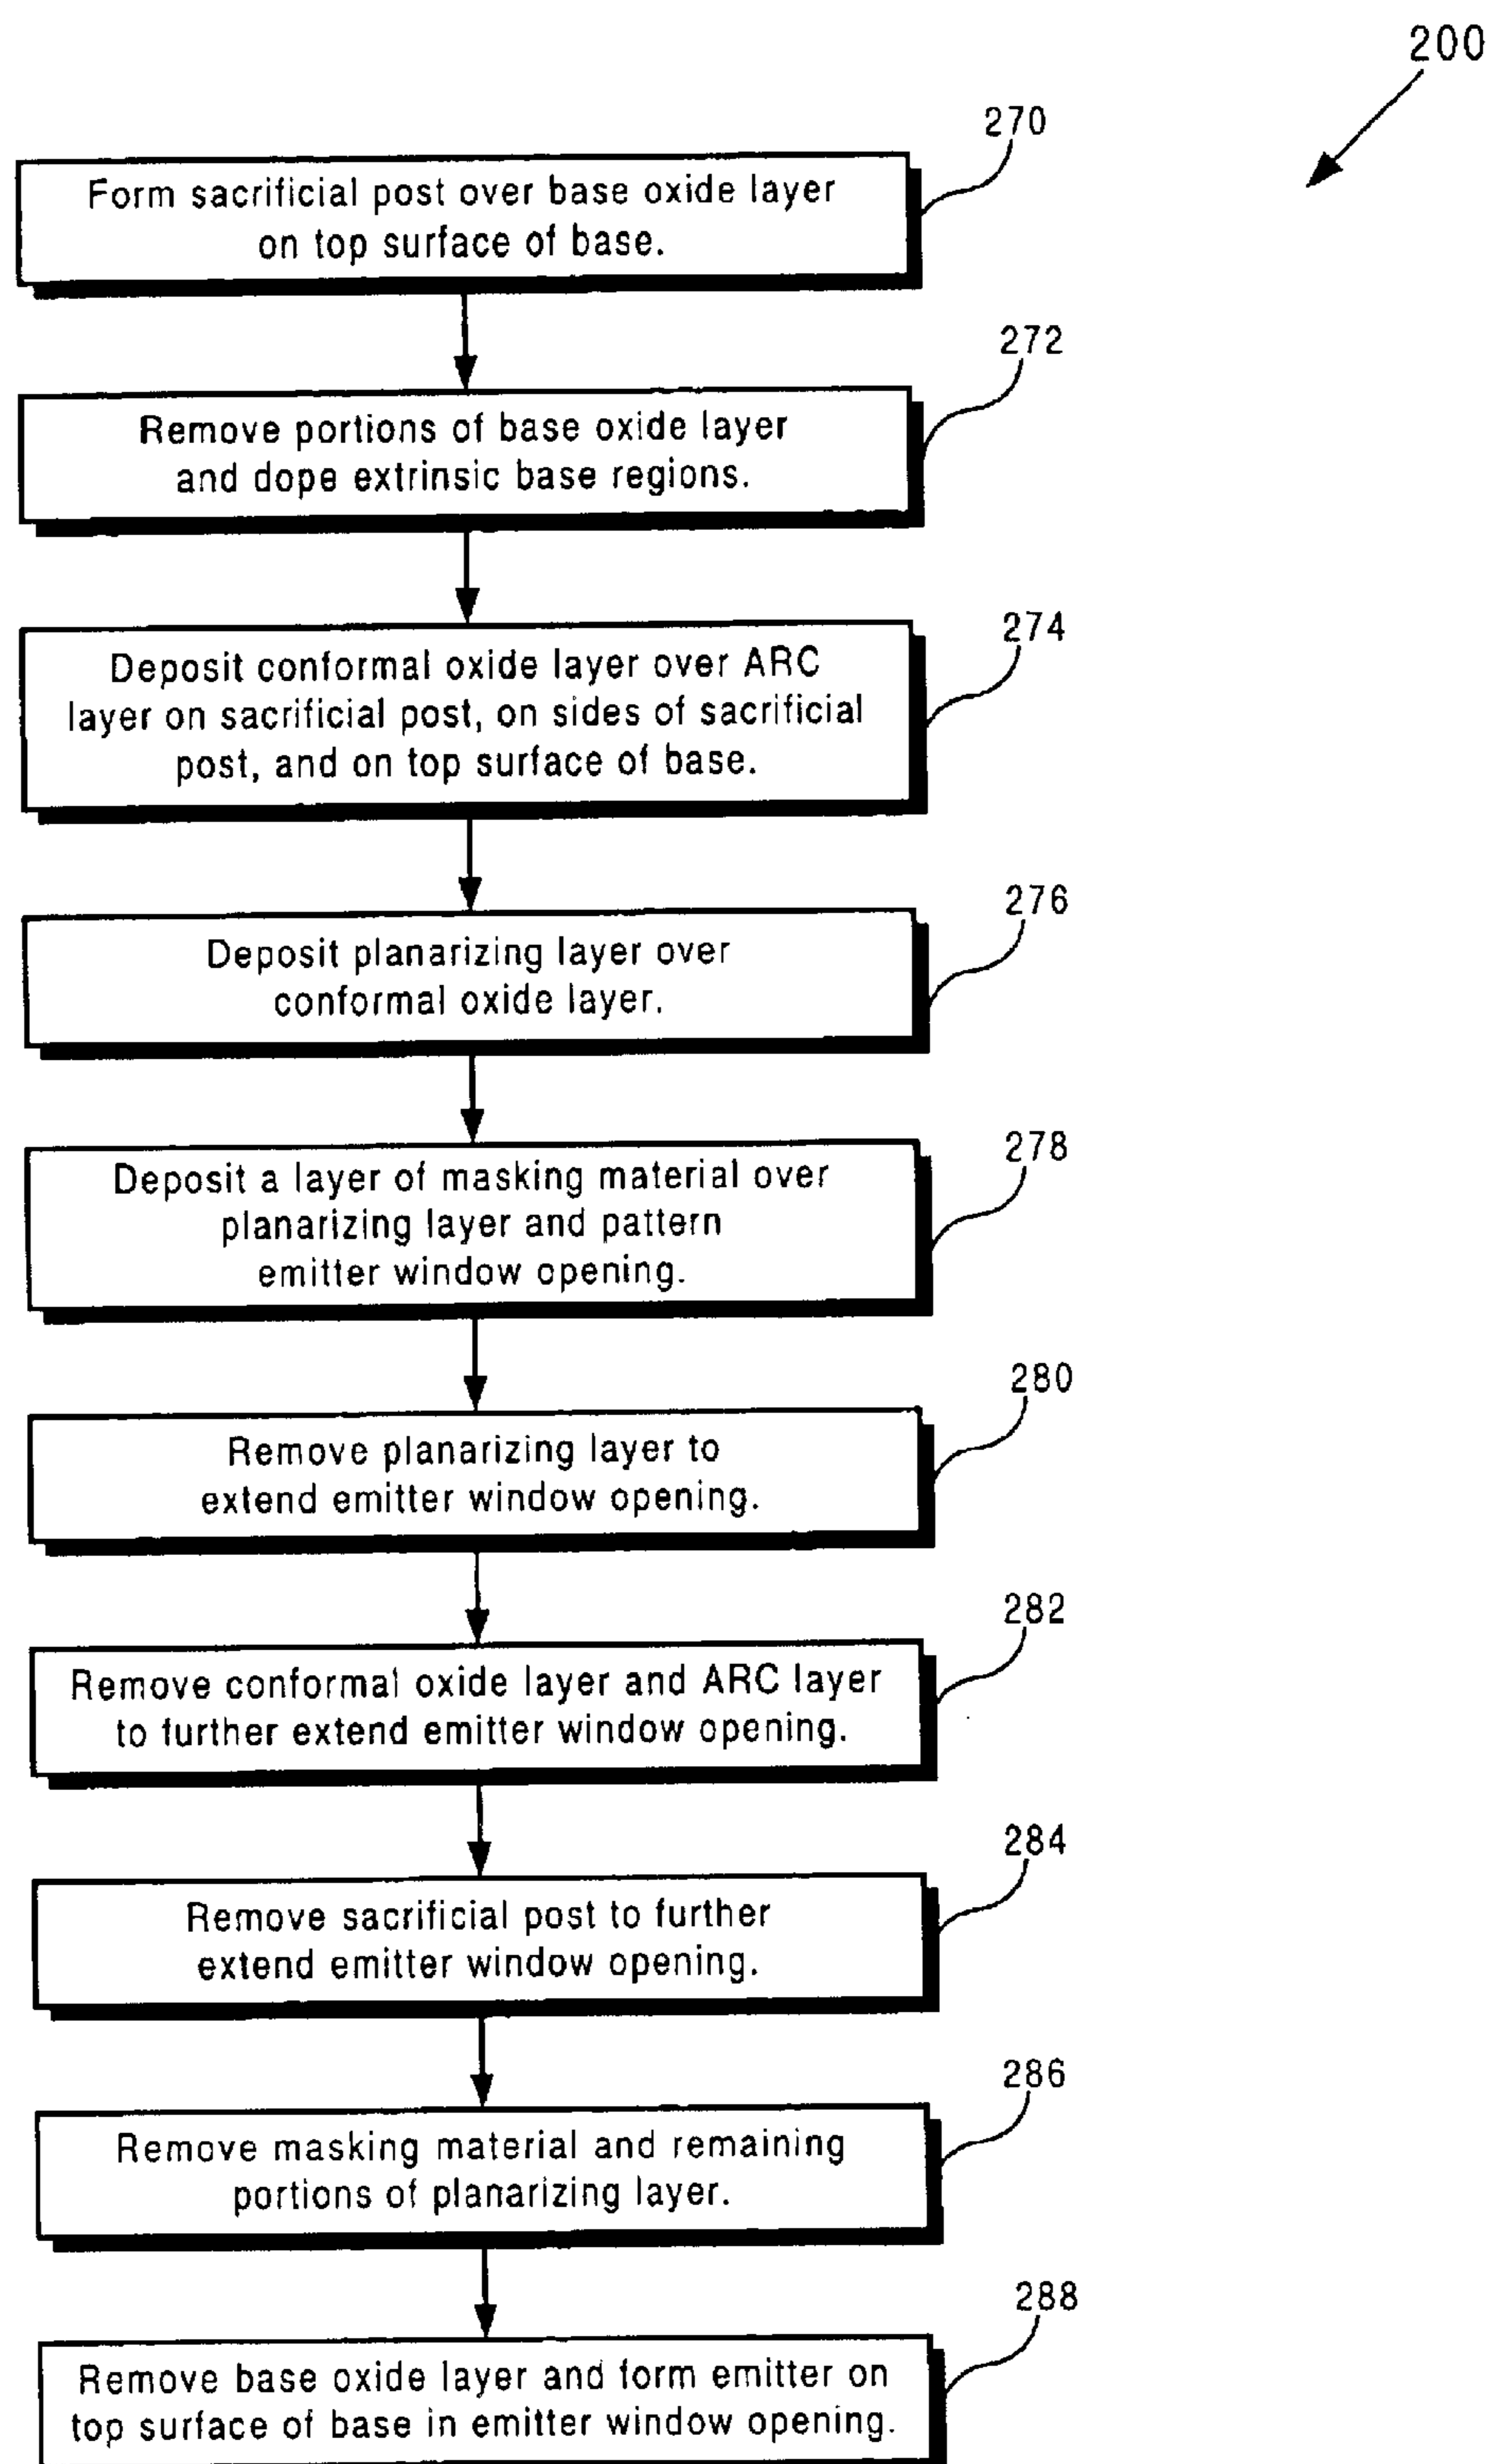 200
270
Form sacrificial post over base oxide layer
on top surface of base.
272
Remove portions of base oxide layer
and dope extrinsic base regions.
274
Deposit conformal oxide layer over ARC
layer on sacrificial post, on sides of sacrificial
post, and on top surface of base.
276
Deposit planarizing layer over
conformal oxide layer.
278
Deposit a layer of masking material over
planarizing layer and pattern
emitter window opening.
280
Remove planarizing layer to
extend emitter window opening.
282
Remove conformal oxide layer and ARC layer
to further extend emitter window opening.
284
Remove sacrificial post to further
extend emitter window opening.
286
Remove masking material and remaining
portions of planarizing layer.
288
Remove base oxide layer and form emitter on
top surface of base in emitter window opening.